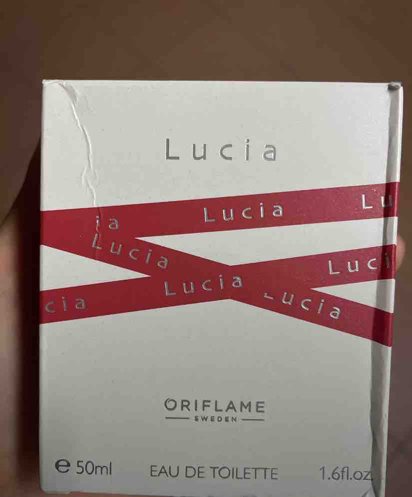 Lucia
Lucia Lu
ia
Lucia
Luci
Lucia
cia
Lucia
ORIFLAME
SWEDEN
e 50ml EAU DE TOILETTE 1.6fl.oz.